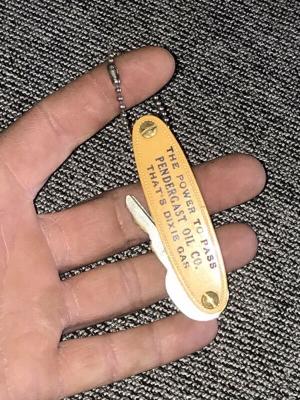 THE POWER TO PASS
PENDERGAST OIL CO.
THAT'S DIXIE GAS